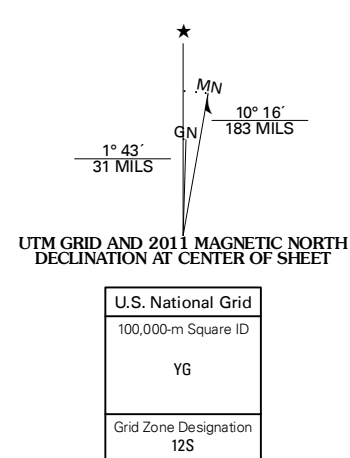 ★
MN
10° 16´
183 MILS
GN
1° 43´
31 MILS
UTM GRID AND 2011 MAGNETIC NORTH
DECLINATION AT CENTER OF SHEET
U.S. National Grid
100,000-m Square ID
YG
Grid Zone Designation
12S